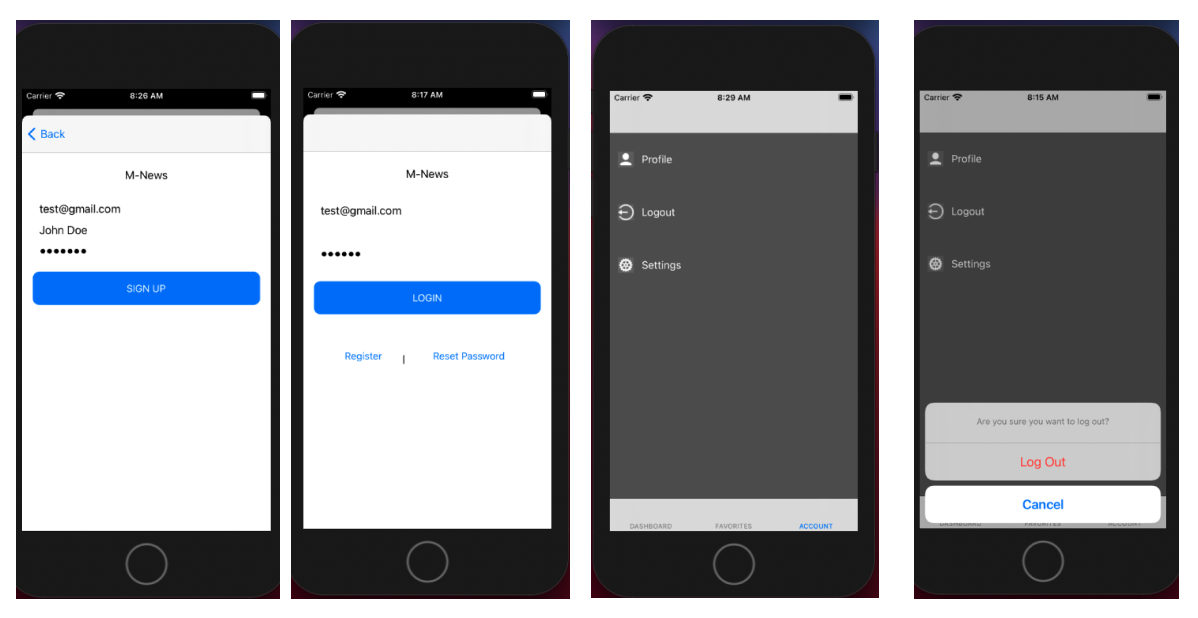 Carrier 8:26 AM
Back
M-News
test@gmail.com
John Doe
•••••••
SIGN UP
Carrier 8:17 AM
M-News
test@gmail.com
••••••
LOGIN
Register | Reset Password
Carrier 8:29 AM
Profile
Logout
Settings
DASHBOARD FAVORITES ACCOUNT
Carrier 8:15 AM
Profile
Logout
Settings
Are you sure you want to log out?
Log Out
Cancel
DASHBOARD FAVORITES ACCOUNT